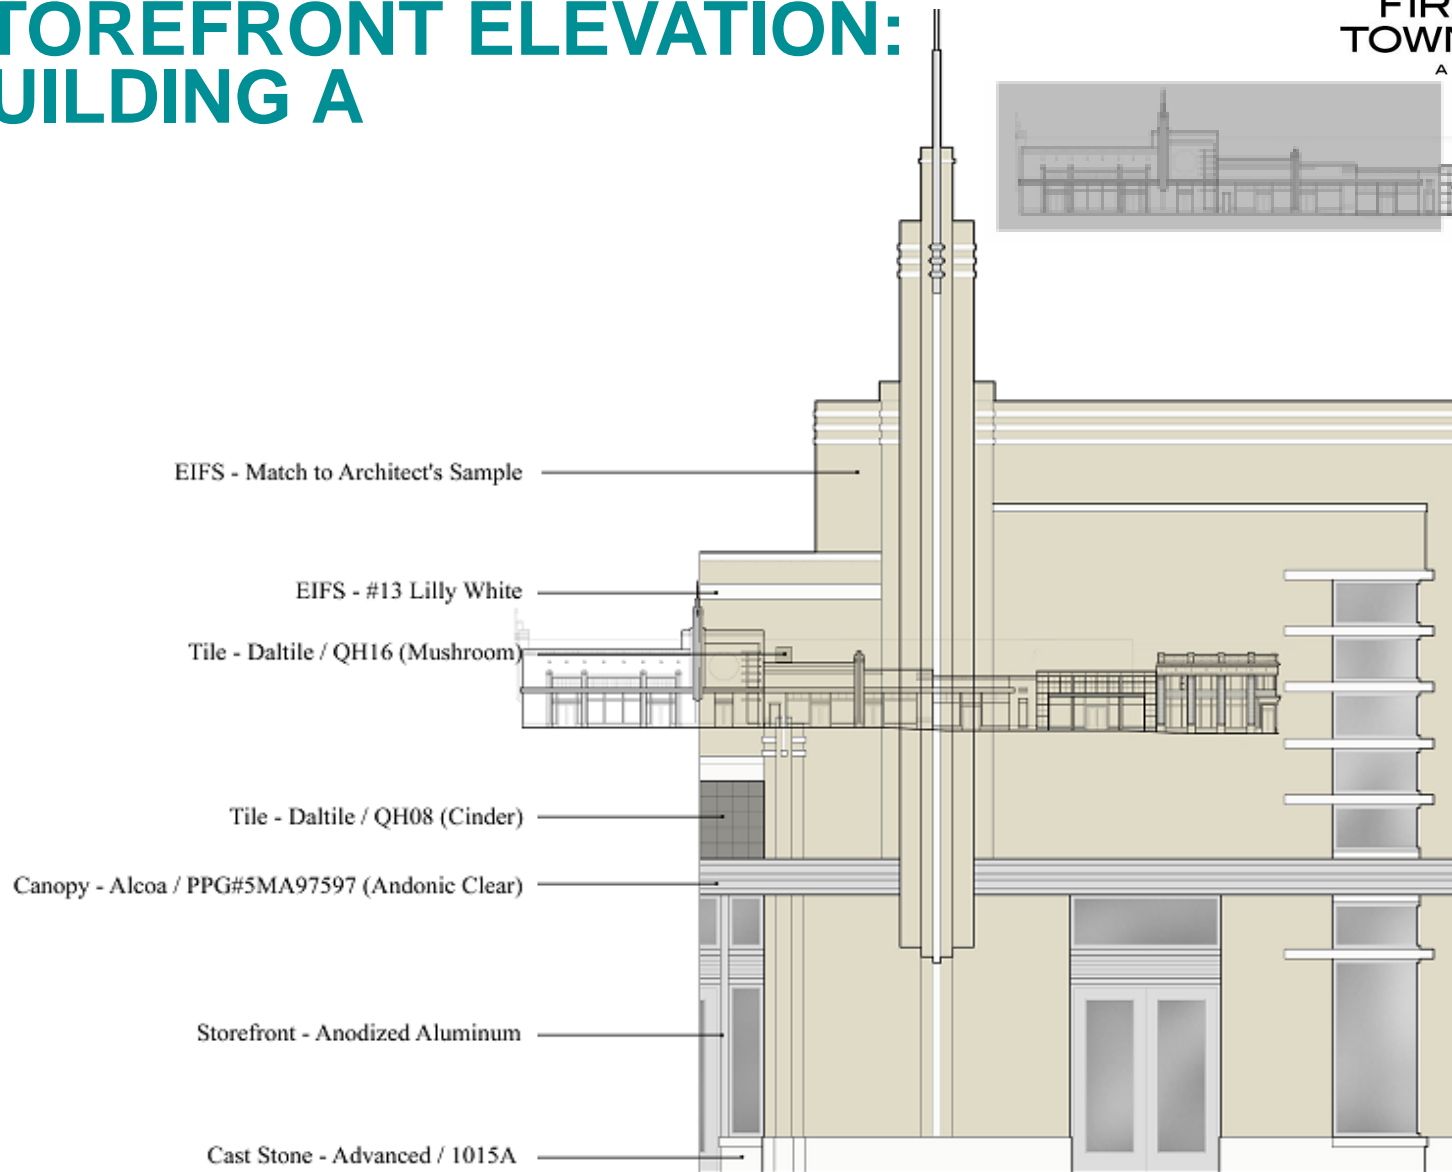 TOREFRONT ELEVATION:
UILDING A
FIR
TOWN
A
EIFS - Match to Architect's Sample
EIFS - #13 Lilly White
Tile - Daltile / QH16 (Mushroom)
Tile - Daltile / QH08 (Cinder)
Canopy - Alcoa / PPG#5MA97597 (Andonic Clear)
Storefront - Anodized Aluminum
Cast Stone - Advanced / 1015A